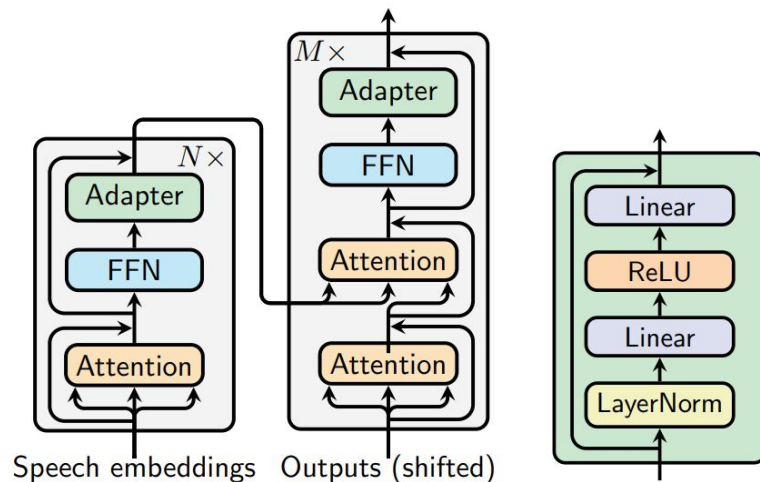 N×
Adapter
FFN
Attention
Speech embeddings
M×
Adapter
FFN
Attention
Attention
Outputs (shifted)
Linear
ReLU
Linear
LayerNorm